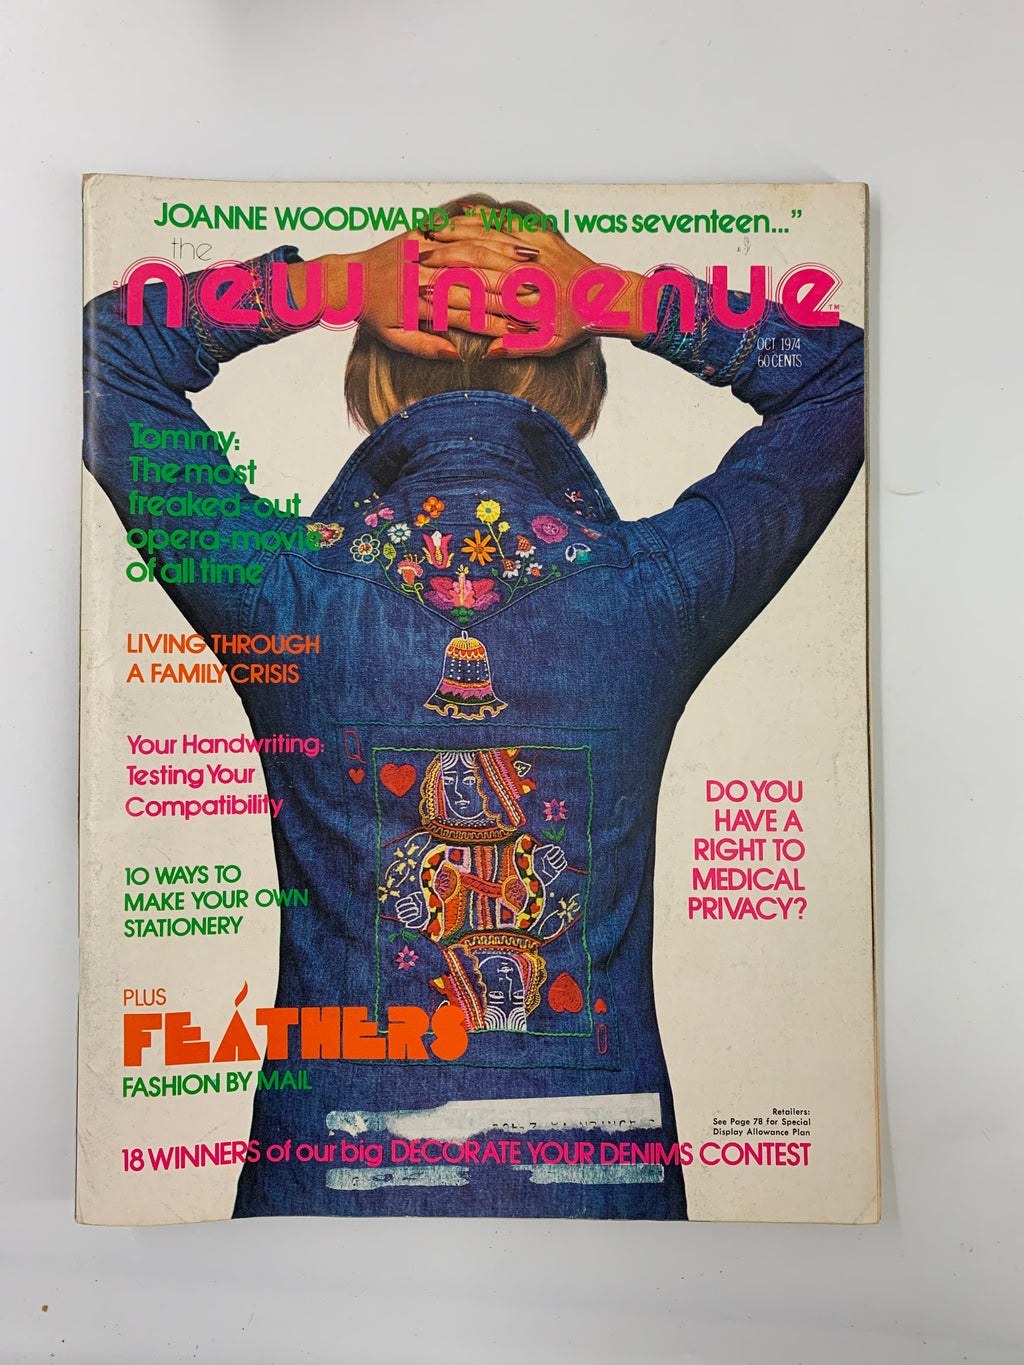 JOANNE WOODWARD: "When I was seventeen..."
the
new ingenue
TM
OCT 1974
60 CENTS
Tommy:
The most
freaked-out
opera-movie
of all time
LIVING THROUGH
A FAMILY CRISIS
Your Handwriting:
Testing Your
Compatibility
10 WAYS TO
MAKE YOUR OWN
STATIONERY
DO YOU
HAVE A
RIGHT TO
MEDICAL
PRIVACY?
PLUS
FEATHERS
FASHION BY MAIL
Retailers:
See Page 78 for Special
Display Allowance Plan
18 WINNERS of our big DECORATE YOUR DENIMS CONTEST
Q